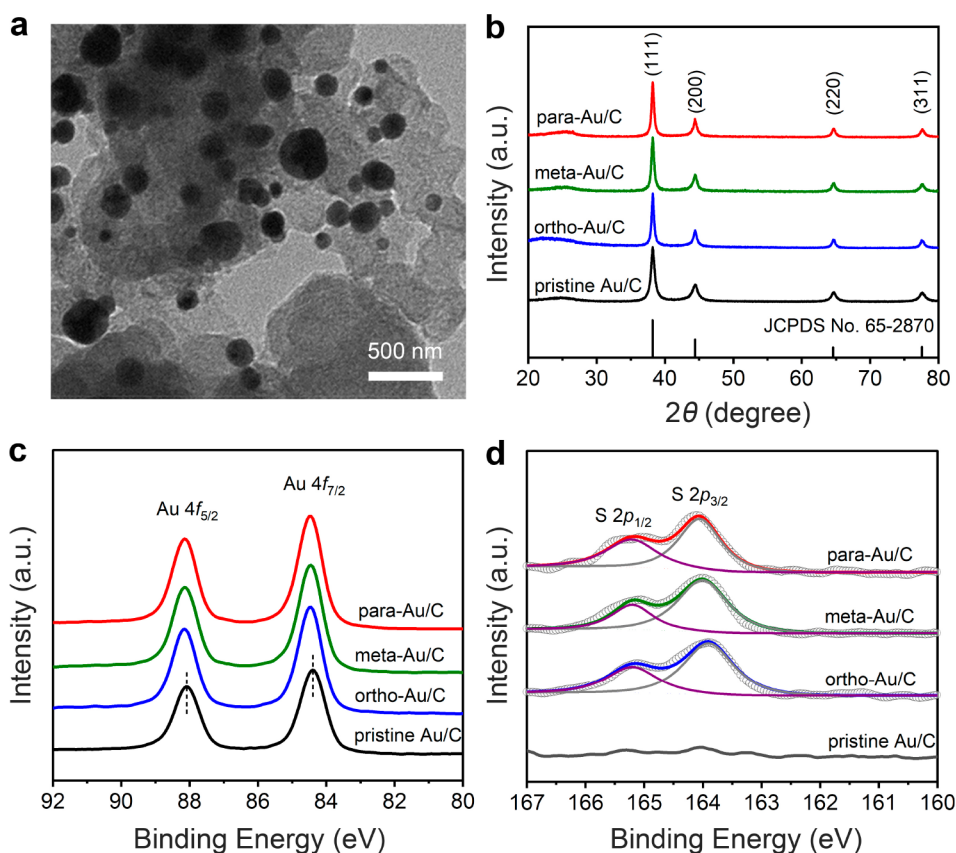 a
500 nm
b
(111)
(200)
(220)
(311)
para-Au/C
meta-Au/C
ortho-Au/C
pristine Au/C
JCPDS No. 65-2870
Intensity (a.u.)
20 30 40 50 60 70 80
2θ (degree)
c
Au 4f5/2
Au 4f7/2
para-Au/C
meta-Au/C
ortho-Au/C
pristine Au/C
Intensity (a.u.)
92 90 88 86 84 82 80
Binding Energy (eV)
d
S 2p1/2
S 2p3/2
para-Au/C
meta-Au/C
ortho-Au/C
pristine Au/C
Intensity (a.u.)
167 166 165 164 163 162 161 160
Binding Energy (eV)